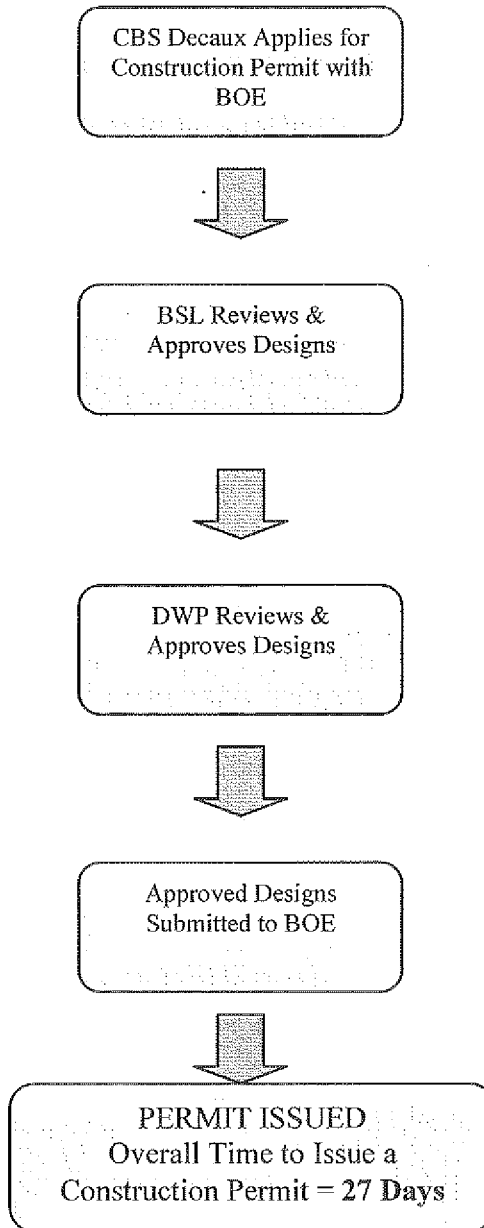 CBS Decaux Applies for
Construction Permit with
BOE
BSL Reviews &
Approves Designs
DWP Reviews &
Approves Designs
Approved Designs
Submitted to BOE
PERMIT ISSUED
Overall Time to Issue a
Construction Permit = 27 Days